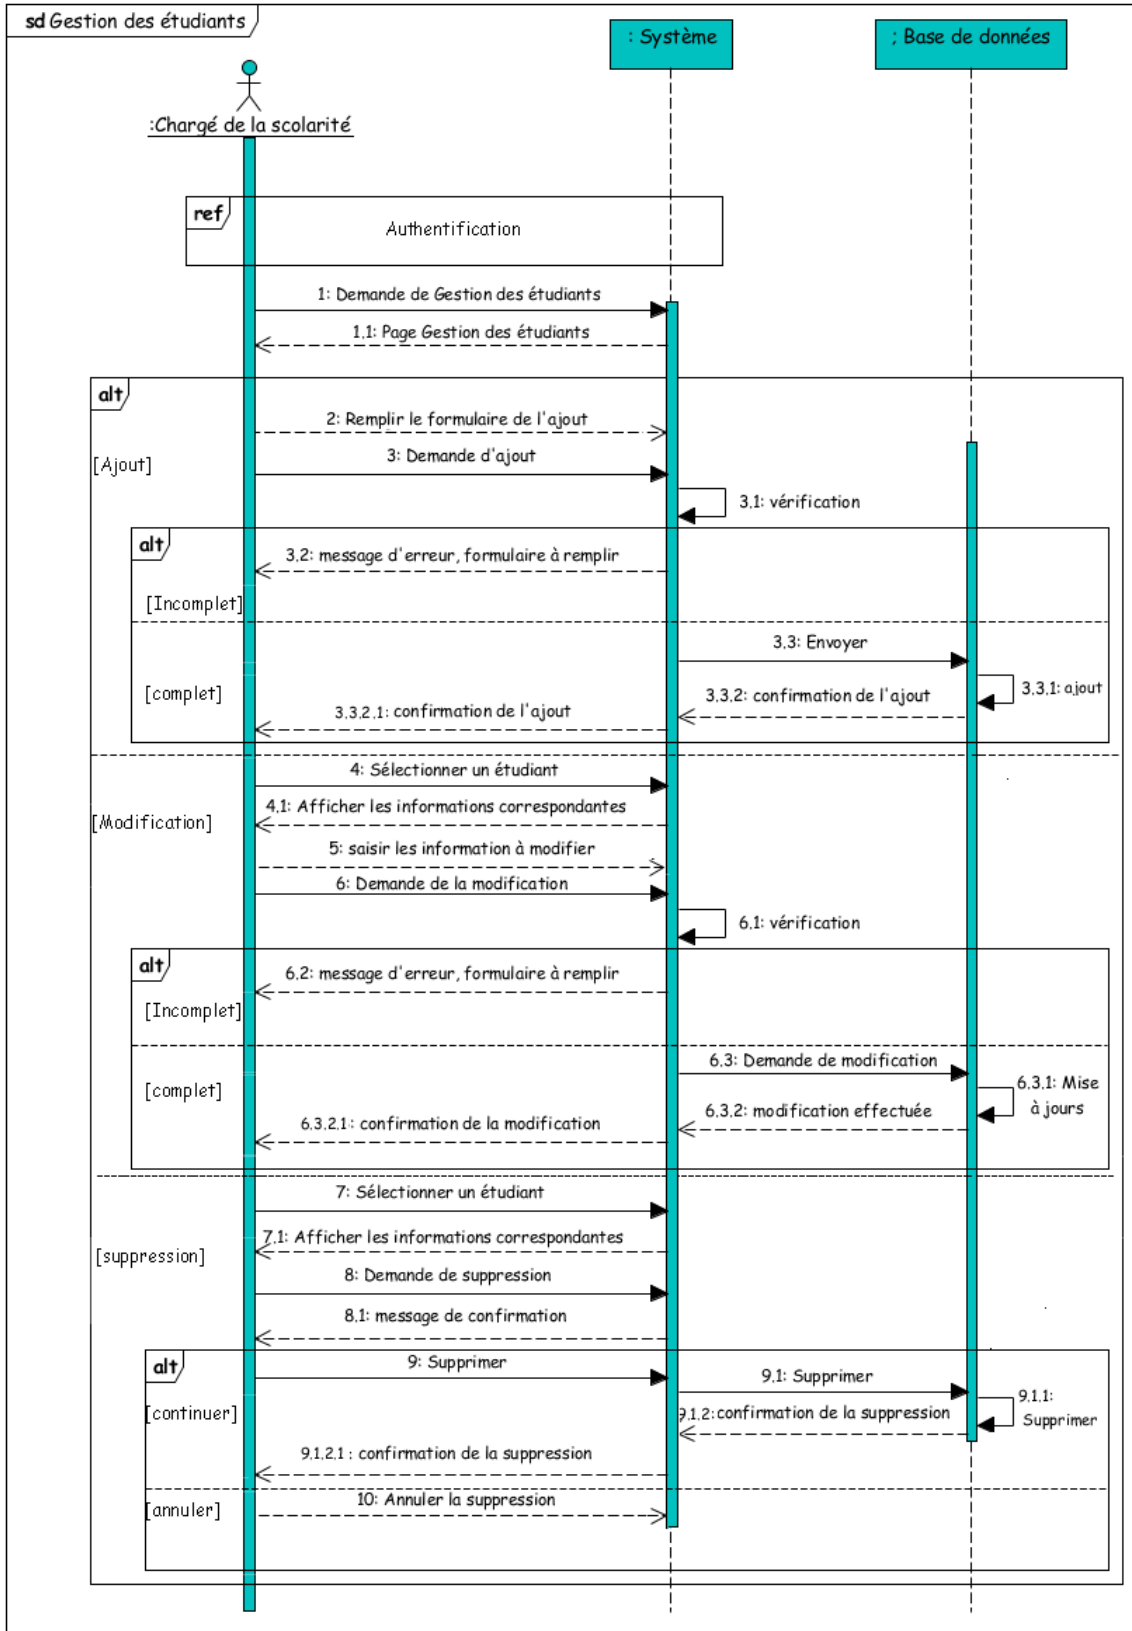 sd Gestion des étudiants
: Système
; Base de données
:Chargé de la scolarité
ref
Authentification
1: Demande de Gestion des étudiants
1.1: Page Gestion des étudiants
alt
2: Remplir le formulaire de l'ajout
[Ajout]
3: Demande d'ajout
3.1: vérification
alt
3.2: message d'erreur, formulaire à remplir
[Incomplet]
3.3: Envoyer
[complet]
3.3.1: ajout
3.3.2: confirmation de l'ajout
3.3.2.1: confirmation de l'ajout
4: Sélectionner un étudiant
4.1: Afficher les informations correspondantes
[Modification]
5: saisir les information à modifier
6: Demande de la modification
6.1: vérification
alt
6.2: message d'erreur, formulaire à remplir
[Incomplet]
6.3: Demande de modification
[complet]
6.3.1: Mise
à jours
6.3.2: modification effectuée
6.3.2.1: confirmation de la modification
7: Sélectionner un étudiant
7.1: Afficher les informations correspondantes
[suppression]
8: Demande de suppression
8.1: message de confirmation
alt
9: Supprimer
9.1: Supprimer
[continuer]
9.1.1:
Supprimer
9.1.2: confirmation de la suppression
9.1.2.1 : confirmation de la suppression
10: Annuler la suppression
[annuler]